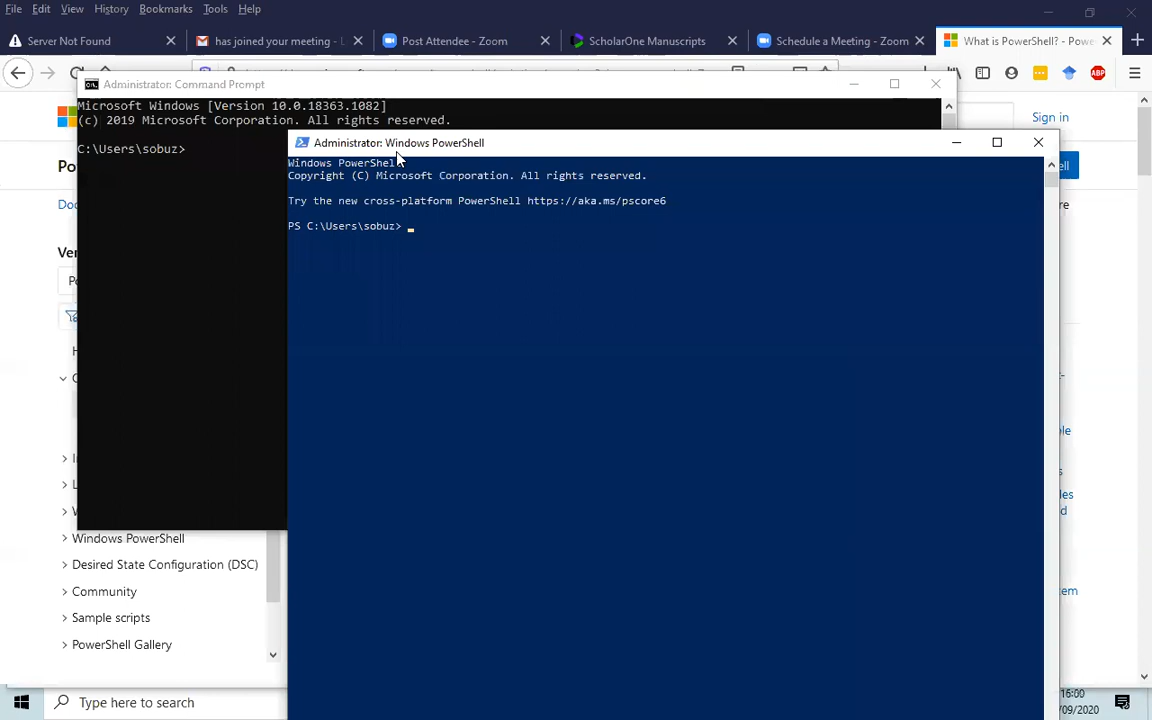 File Edit View History Bookmarks Tools Help
Server Not Found
has joined your meeting - L
Post Attendee - Zoom
ScholarOne Manuscripts
Schedule a Meeting - Zoom
What is PowerShell? - Powe
Administrator: Command Prompt
Microsoft Windows [Version 10.0.18363.1082]
(c) 2019 Microsoft Corporation. All rights reserved.
C:\Users\sobuz>
Sign in
Administrator: Windows PowerShell
Windows PowerShell
Copyright (C) Microsoft Corporation. All rights reserved.
Try the new cross-platform PowerShell https://aka.ms/pscore6
PS C:\Users\sobuz>
Windows PowerShell
Desired State Configuration (DSC)
Community
Sample scripts
PowerShell Gallery
Type here to search
16:00
/09/2020
ABP